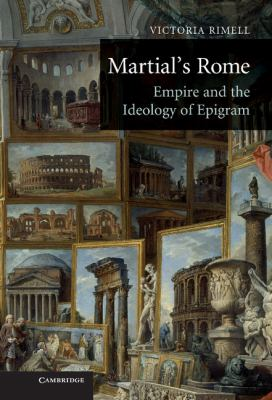 VICTORIA RIMELL
Martial's Rome
Empire and the
Ideology of Epigram
CAMBRIDGE